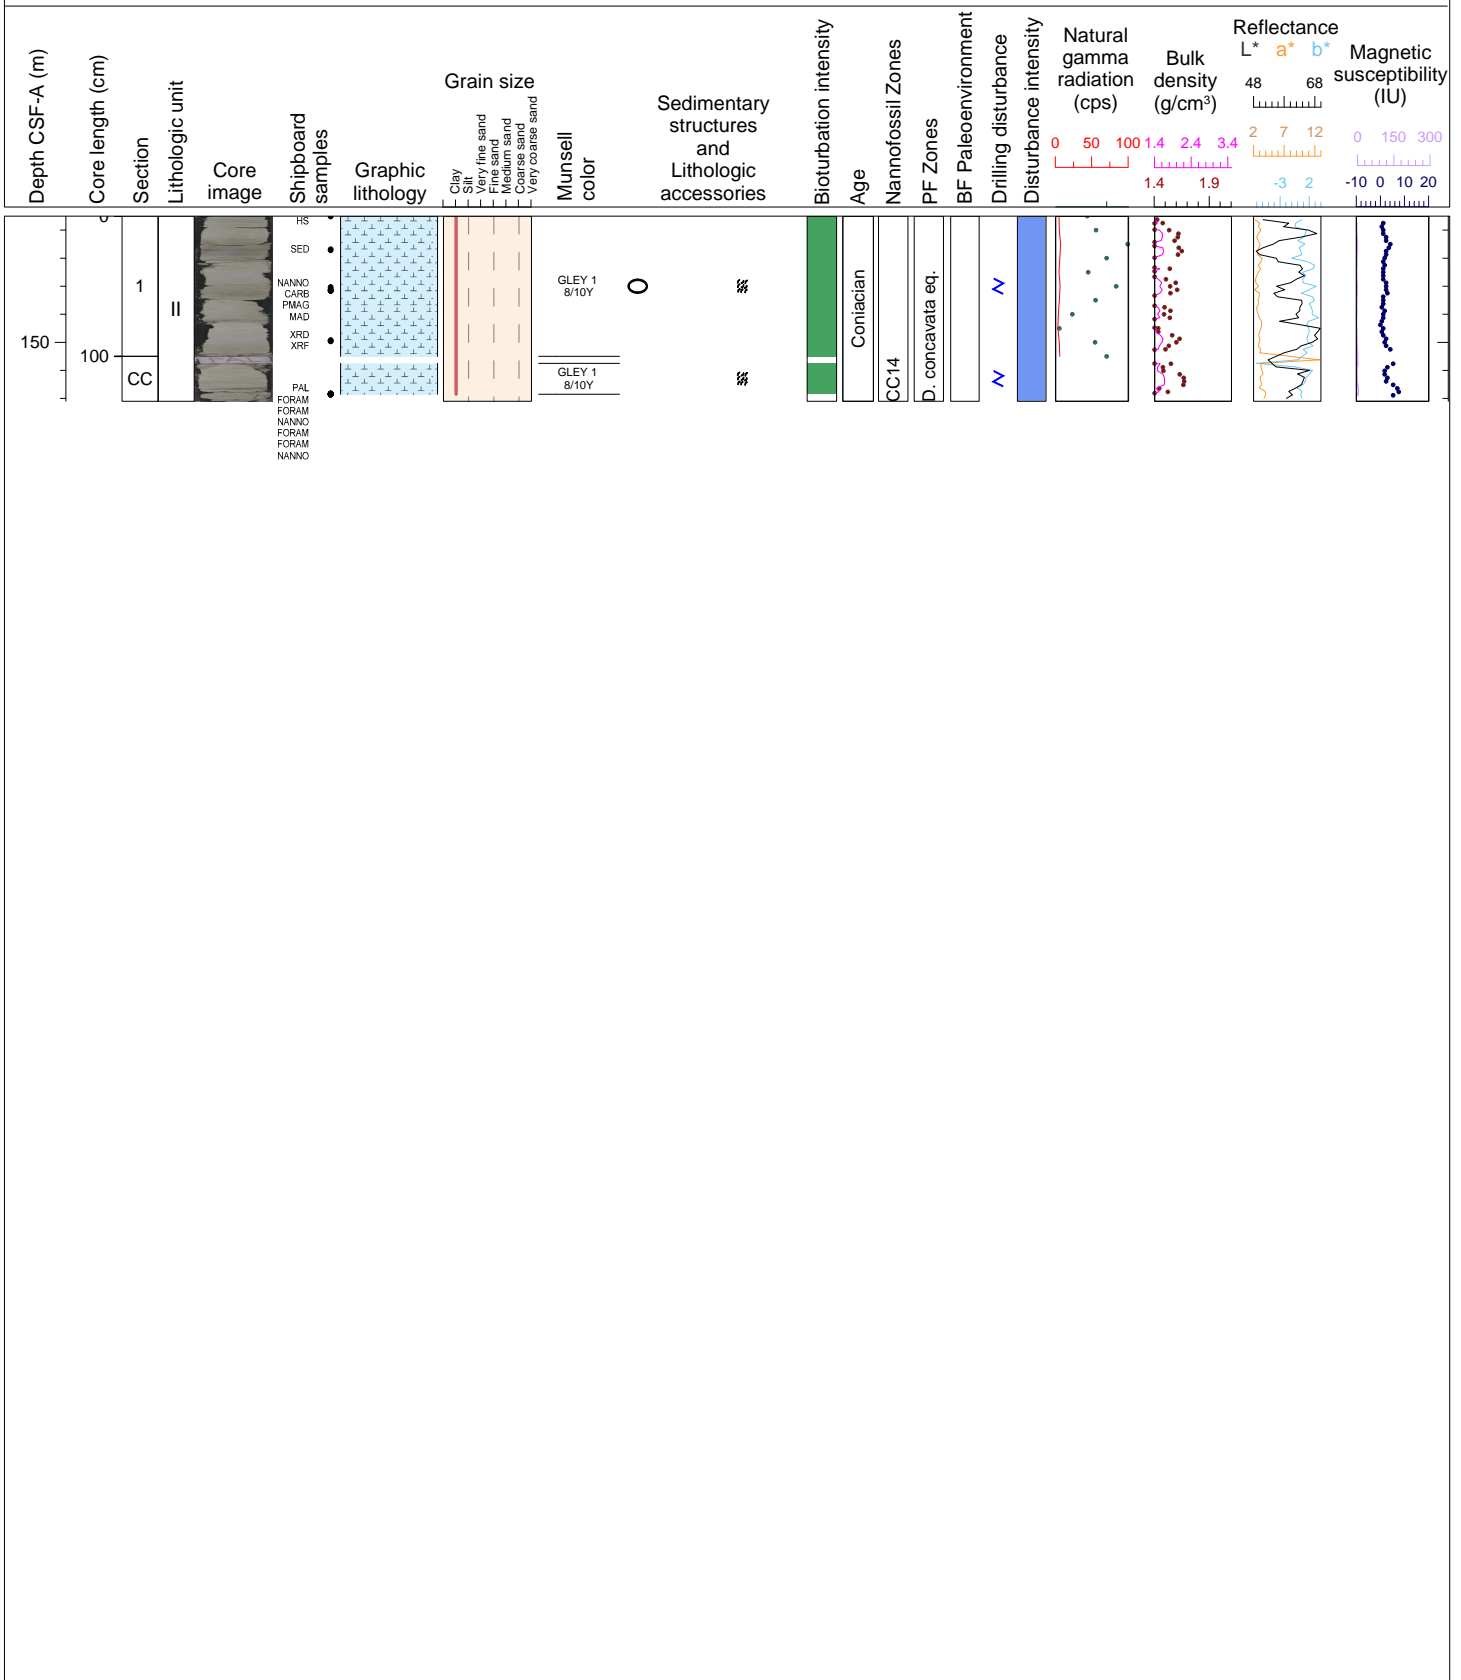 Depth CSF-A (m)
Core length (cm)
Section
Lithologic unit
Core
image
Shipboard
samples
Graphic
lithology
Grain size
Clay
Silt
Very fine sand
Fine sand
Medium sand
Coarse sand
Very coarse sand
Munsell
color
Sedimentary
structures
and
Lithologic
accessories
Bioturbation intensity
Age
Nannofossil Zones
PF Zones
BF Paleoenvironment
Drilling disturbance
Disturbance intensity
Natural
gamma
radiation
(cps)
0 50 100
Bulk
density
(g/cm³)
1.4 2.4 3.4
1.4 1.9
Reflectance
L* a* b*
48 68
2 7 12
-3 2
Magnetic
susceptibility
(IU)
0 150 300
-10 0 10 20
0
150
100
1
CC
II
HS
SED
NANNO
CARB
PMAG
MAD
XRD
XRF
PAL
FORAM
FORAM
NANNO
FORAM
FORAM
NANNO
GLEY 1
8/10Y
GLEY 1
8/10Y
Coniacian
CC14
D. concavata eq.